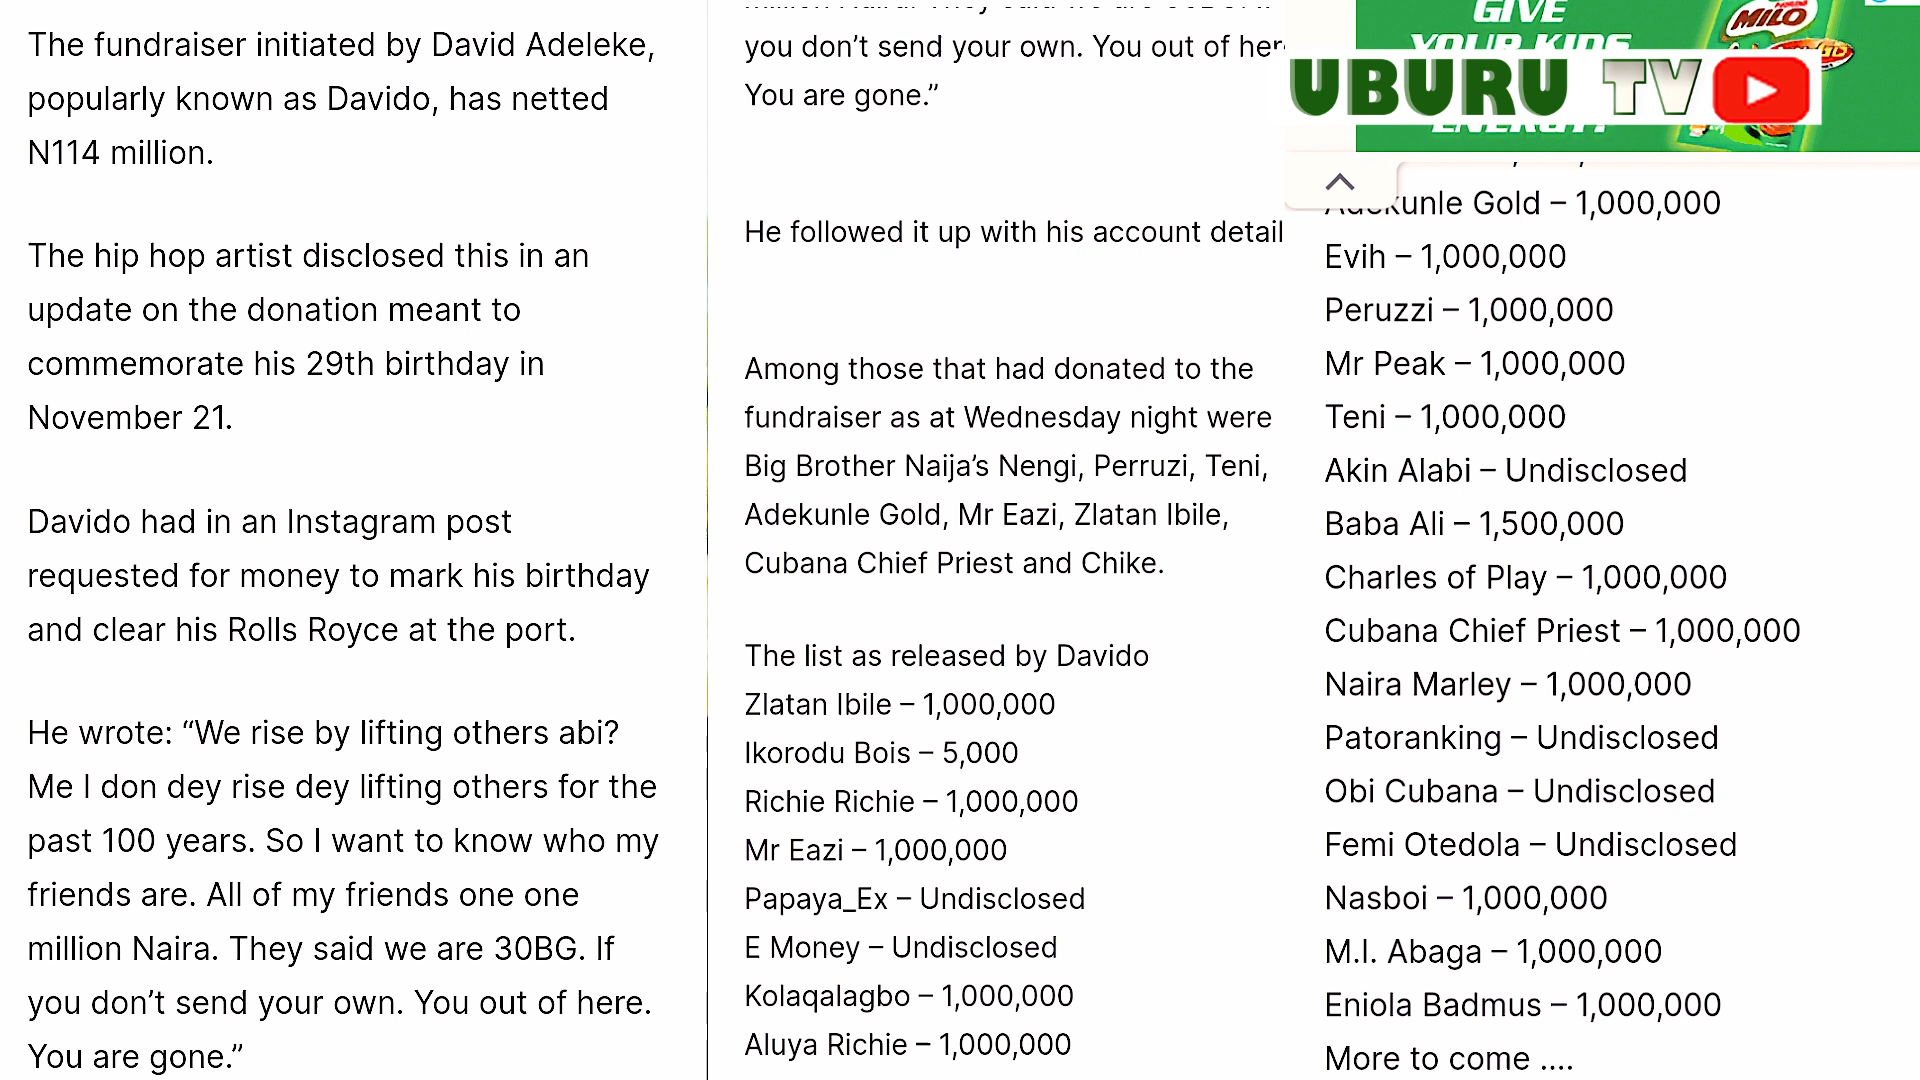 The fundraiser initiated by David Adeleke,
popularly known as Davido, has netted
N114 million.
The hip hop artist disclosed this in an
update on the donation meant to
commemorate his 29th birthday in
November 21.
Davido had in an Instagram post
requested for money to mark his birthday
and clear his Rolls Royce at the port.
He wrote: “We rise by lifting others abi?
Me I don dey rise dey lifting others for the
past 100 years. So I want to know who my
friends are. All of my friends one one
million Naira. They said we are 30BG. If
you don’t send your own. You out of here.
You are gone.”
million Naira. They said we are 30BG. If
you don’t send your own. You out of her
You are gone.”
He followed it up with his account detail
Among those that had donated to the
fundraiser as at Wednesday night were
Big Brother Naija’s Nengi, Perruzi, Teni,
Adekunle Gold, Mr Eazi, Zlatan Ibile,
Cubana Chief Priest and Chike.
The list as released by Davido
Zlatan Ibile – 1,000,000
Ikorodu Bois – 5,000
Richie Richie – 1,000,000
Mr Eazi – 1,000,000
Papaya_Ex – Undisclosed
E Money – Undisclosed
Kolaqalagbo – 1,000,000
Aluya Richie – 1,000,000
GIVE
YOUR KIDS
ENERGY!
MILO
UBURU TV
Adekunle Gold – 1,000,000
Evih – 1,000,000
Peruzzi – 1,000,000
Mr Peak – 1,000,000
Teni – 1,000,000
Akin Alabi – Undisclosed
Baba Ali – 1,500,000
Charles of Play – 1,000,000
Cubana Chief Priest – 1,000,000
Naira Marley – 1,000,000
Patoranking – Undisclosed
Obi Cubana – Undisclosed
Femi Otedola – Undisclosed
Nasboi – 1,000,000
M.I. Abaga – 1,000,000
Eniola Badmus – 1,000,000
More to come ....